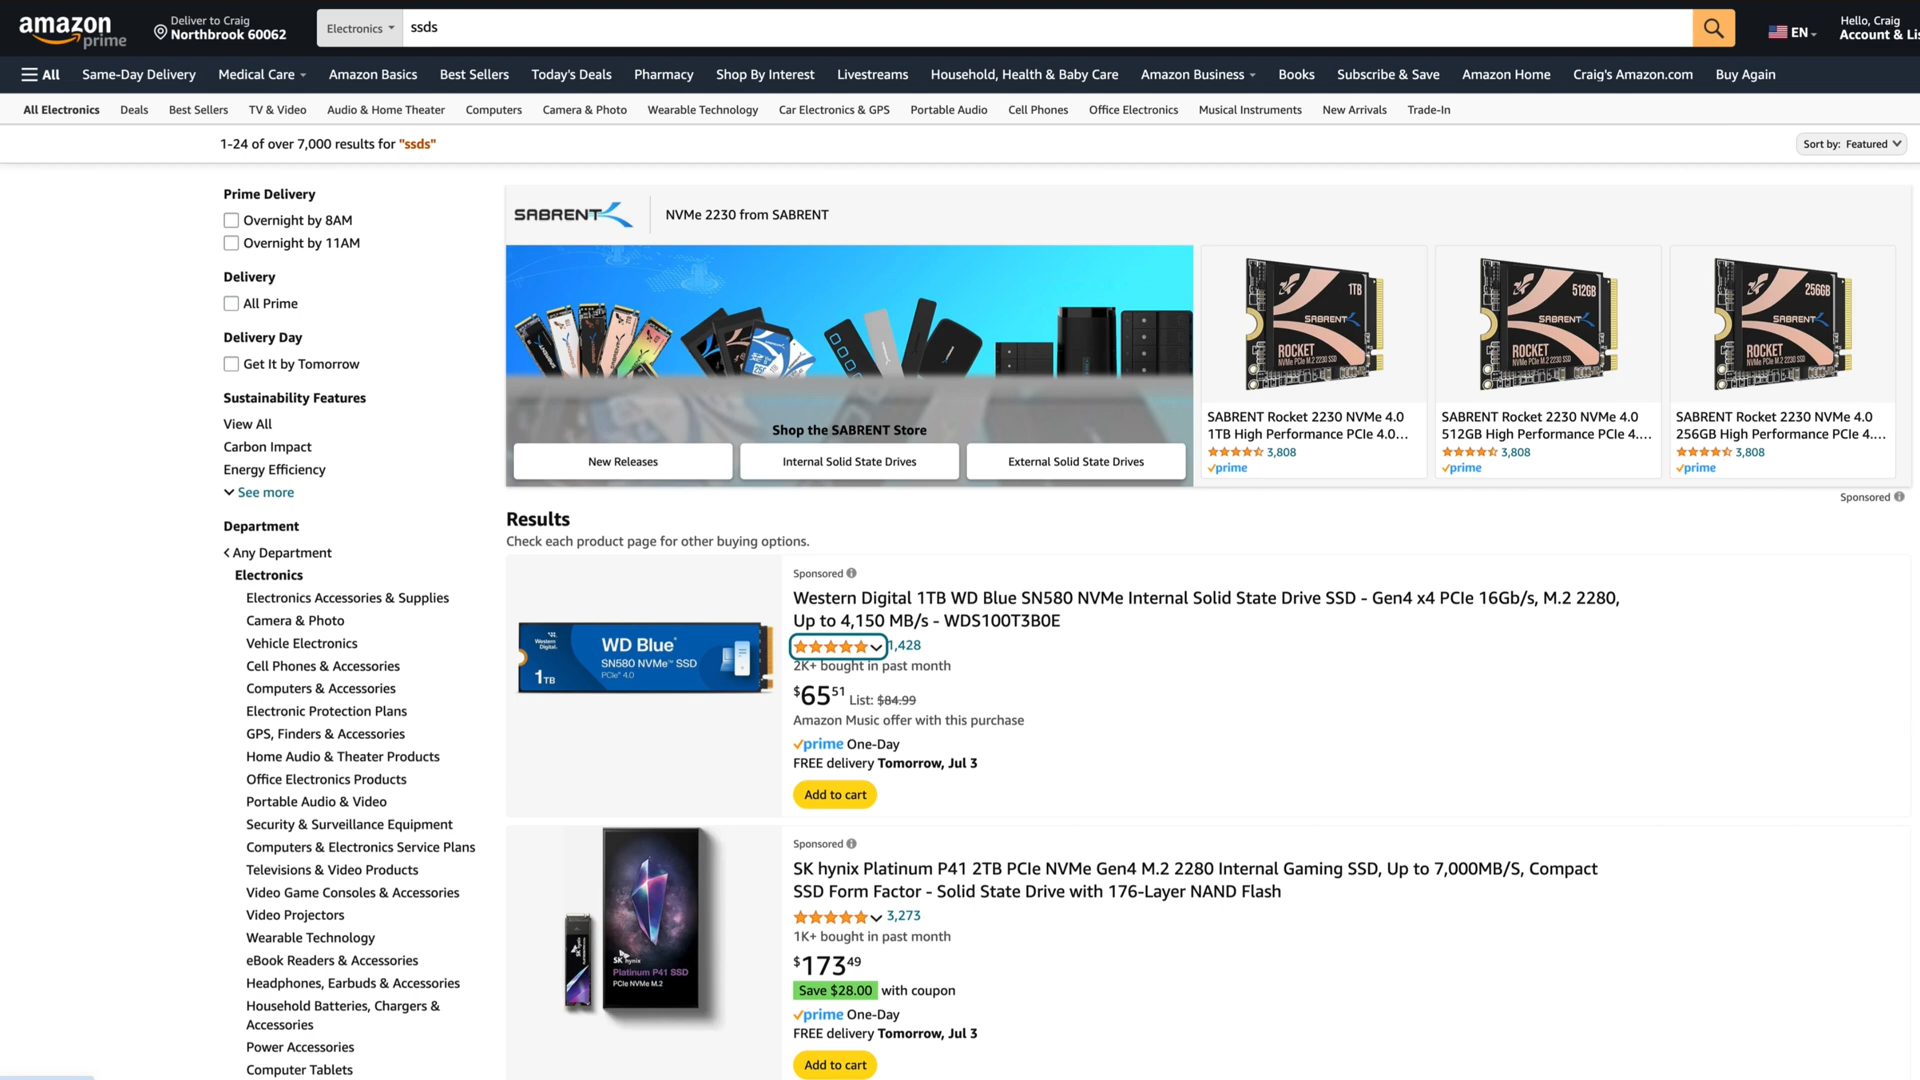 amazon
prime
Deliver to Craig
Northbrook 60062
Electronics
ssds
EN
Hello, Craig
Account & Lis
All
Same-Day Delivery
Medical Care
Amazon Basics
Best Sellers
Today's Deals
Pharmacy
Shop By Interest
Livestreams
Household, Health & Baby Care
Amazon Business
Books
Subscribe & Save
Amazon Home
Craig's Amazon.com
Buy Again
All Electronics
Deals
Best Sellers
TV & Video
Audio & Home Theater
Computers
Camera & Photo
Wearable Technology
Car Electronics & GPS
Portable Audio
Cell Phones
Office Electronics
Musical Instruments
New Arrivals
Trade-In
1-24 of over 7,000 results for "ssds"
Sort by: Featured
Prime Delivery
Overnight by 8AM
Overnight by 11AM
Delivery
All Prime
Delivery Day
Get It by Tomorrow
Sustainability Features
View All
Carbon Impact
Energy Efficiency
See more
Department
Any Department
Electronics
Electronics Accessories & Supplies
Camera & Photo
Vehicle Electronics
Cell Phones & Accessories
Computers & Accessories
Electronic Protection Plans
GPS, Finders & Accessories
Home Audio & Theater Products
Office Electronics Products
Portable Audio & Video
Security & Surveillance Equipment
Computers & Electronics Service Plans
Televisions & Video Products
Video Game Consoles & Accessories
Video Projectors
Wearable Technology
eBook Readers & Accessories
Headphones, Earbuds & Accessories
Household Batteries, Chargers &
Accessories
Power Accessories
Computer Tablets
SABRENT
NVMe 2230 from SABRENT
Shop the SABRENT Store
New Releases
Internal Solid State Drives
External Solid State Drives
1TB
SABRENT
ROCKET
NVMe PCIe M.2 2230 SSD
SABRENT Rocket 2230 NVMe 4.0
1TB High Performance PCIe 4.0...
3,808
prime
512GB
SABRENT
ROCKET
NVMe PCIe M.2 2230 SSD
SABRENT Rocket 2230 NVMe 4.0
512GB High Performance PCIe 4....
3,808
prime
256GB
SABRENT
ROCKET
NVMe PCIe M.2 2230 SSD
SABRENT Rocket 2230 NVMe 4.0
256GB High Performance PCIe 4....
3,808
prime
Sponsored
Results
Check each product page for other buying options.
Western
Digital.
WD Blue
SN580 NVMe™ SSD
PCIe® 4.0
1TB
Sponsored
Western Digital 1TB WD Blue SN580 NVMe Internal Solid State Drive SSD - Gen4 x4 PCIe 16Gb/s, M.2 2280,
Up to 4,150 MB/s - WDS100T3B0E
1,428
2K+ bought in past month
$65 51 List: $84.99
Amazon Music offer with this purchase
prime One-Day
FREE delivery Tomorrow, Jul 3
Add to cart
SK hynix
Platinum P41 SSD
PCIe NVMe M.2
Sponsored
SK hynix Platinum P41 2TB PCIe NVMe Gen4 M.2 2280 Internal Gaming SSD, Up to 7,000MB/S, Compact
SSD Form Factor - Solid State Drive with 176-Layer NAND Flash
3,273
1K+ bought in past month
$173 49
Save $28.00 with coupon
prime One-Day
FREE delivery Tomorrow, Jul 3
Add to cart